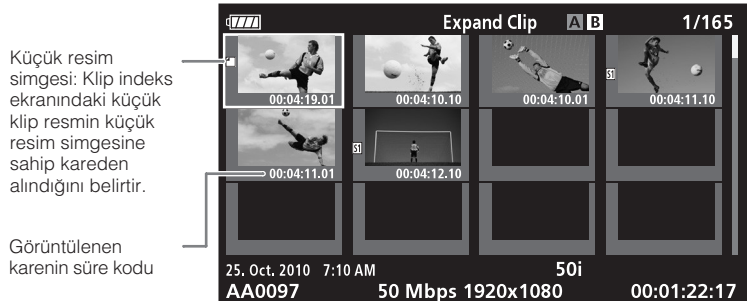 Expand Clip A B 1/165
Küçük resim
simgesi: Klip indeks
ekranındaki küçük
klip resmin küçük
resim simgesine
sahip kareden
alındığını belirtir.
00:04:19.01 00:04:10.10 00:04:10.01 S1 00:04:11.10
00:04:11.01 S1 00:04:12.10
Görüntülenen
karenin süre kodu
25. Oct. 2010 7:10 AM 50i
AA0097 50 Mbps 1920x1080 00:01:22:17